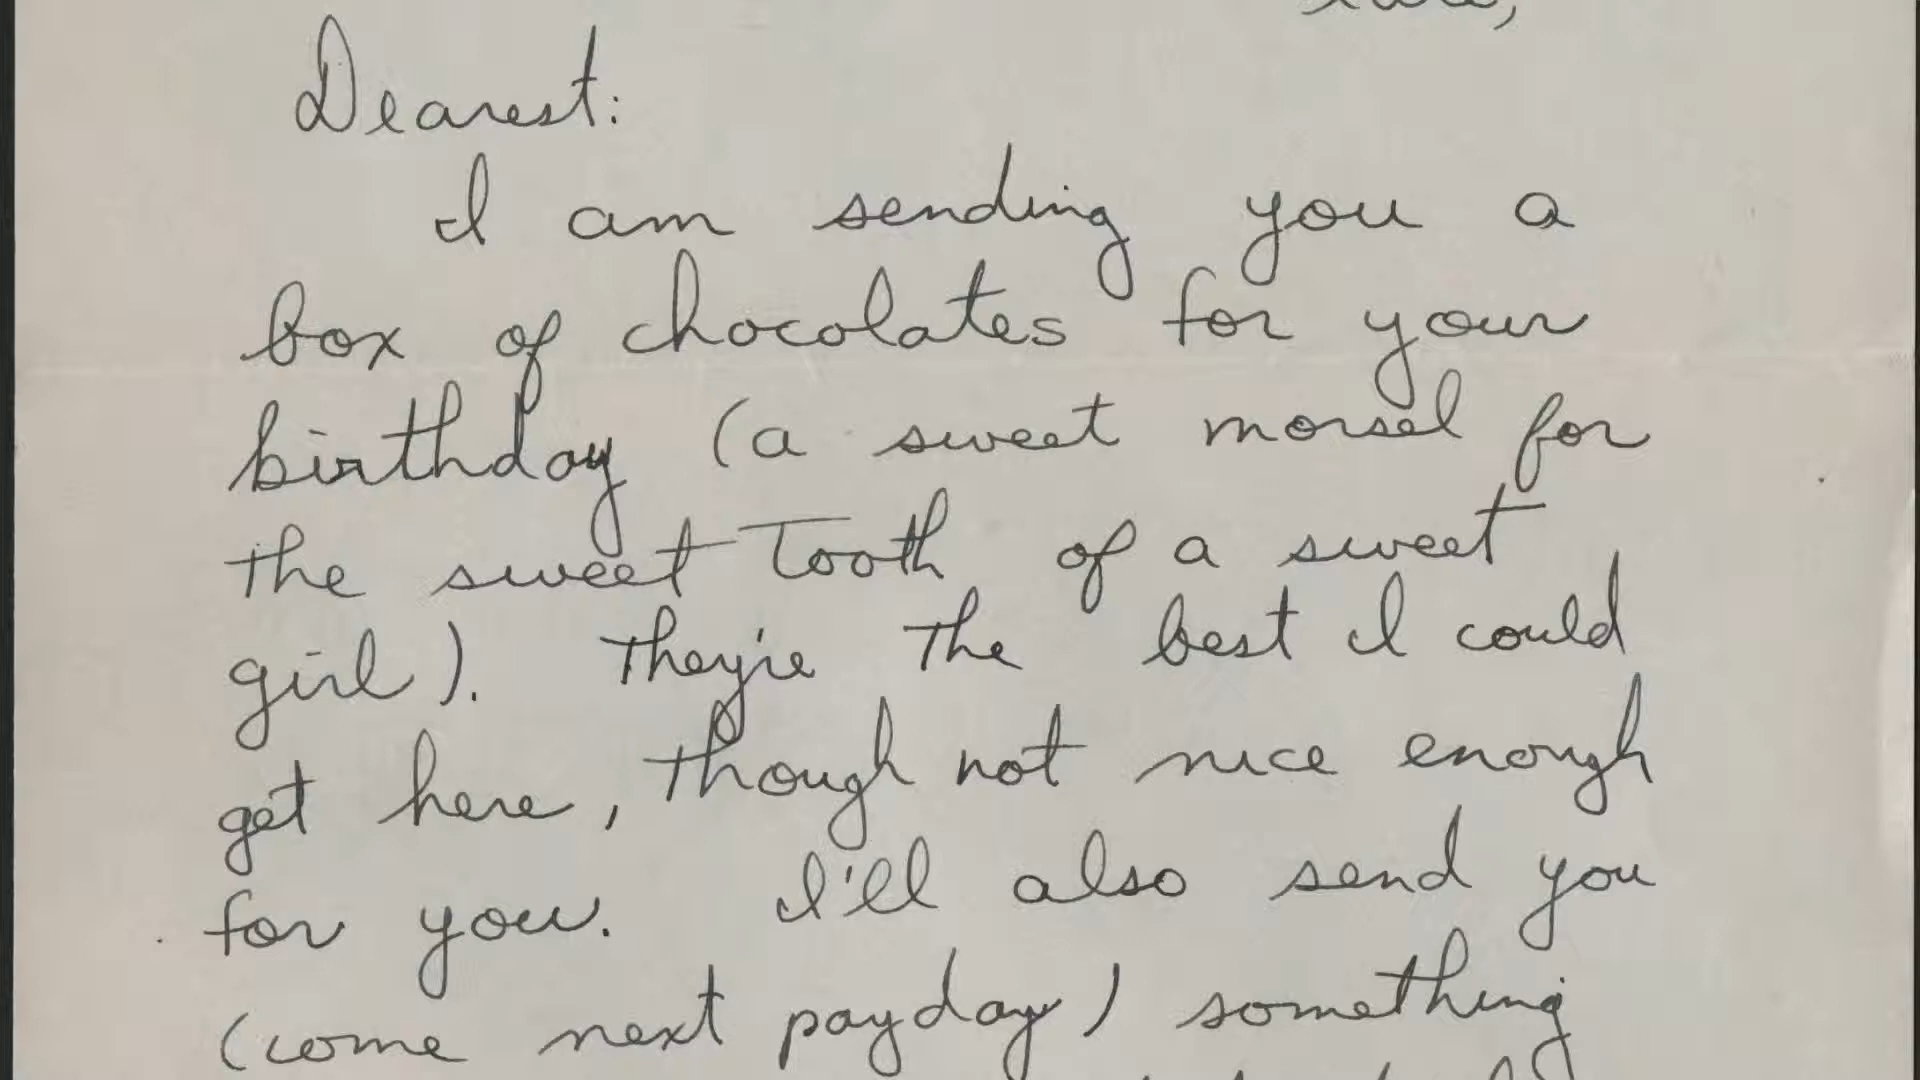 Dearest:
I am sending you a
box of chocolates for your
birthday (a sweet morsel for
the sweet tooth of a sweet
girl). They're the best I could
get here, though not nice enough
for you. I'll also send you
(come next payday) something